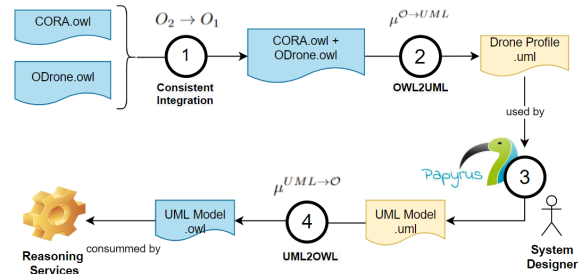 CORA.owl
O₂ → O₁
μ^{O→UML}
CORA.owl +
ODrone.owl
Drone Profile
.uml
1
2
ODrone.owl
Consistent
Integration
OWL2UML
used by
Papyrus
3
μ^{UML→O}
UML Model
.owl
4
UML Model
.uml
consummed by
UML2OWL
System
Designer
Reasoning
Services